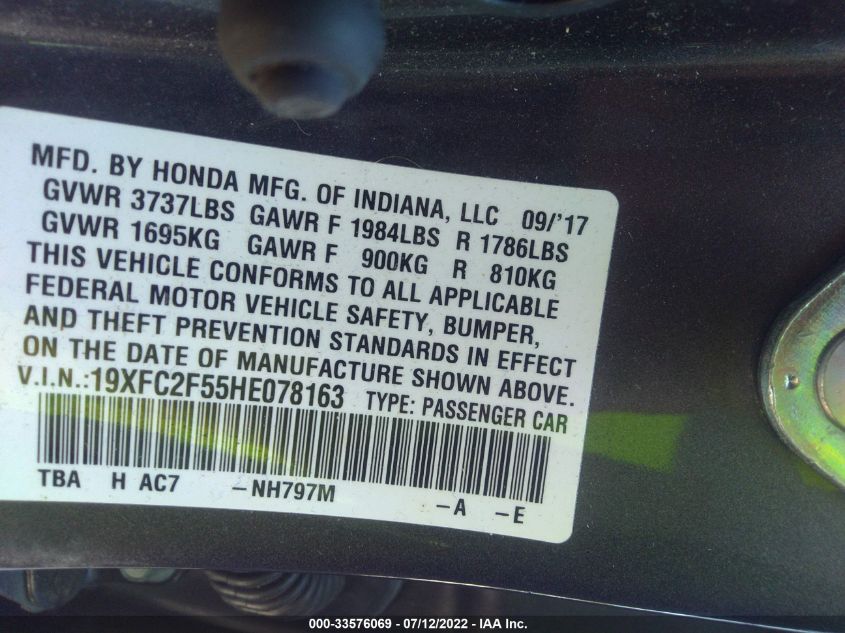 MFD. BY HONDA MFG. OF INDIANA, LLC 09/'17
GVWR 3737LBS GAWR F 1984LBS R 1786LBS
GVWR 1695KG GAWR F 900KG R 810KG
THIS VEHICLE CONFORMS TO ALL APPLICABLE
FEDERAL MOTOR VEHICLE SAFETY, BUMPER,
AND THEFT PREVENTION STANDARDS IN EFFECT
ON THE DATE OF MANUFACTURE SHOWN ABOVE.
V.I.N.:19XFC2F55HE078163 TYPE: PASSENGER CAR
TBA H AC7 –NH797M –A –E
000-33576069 - 07/12/2022 - IAA Inc.